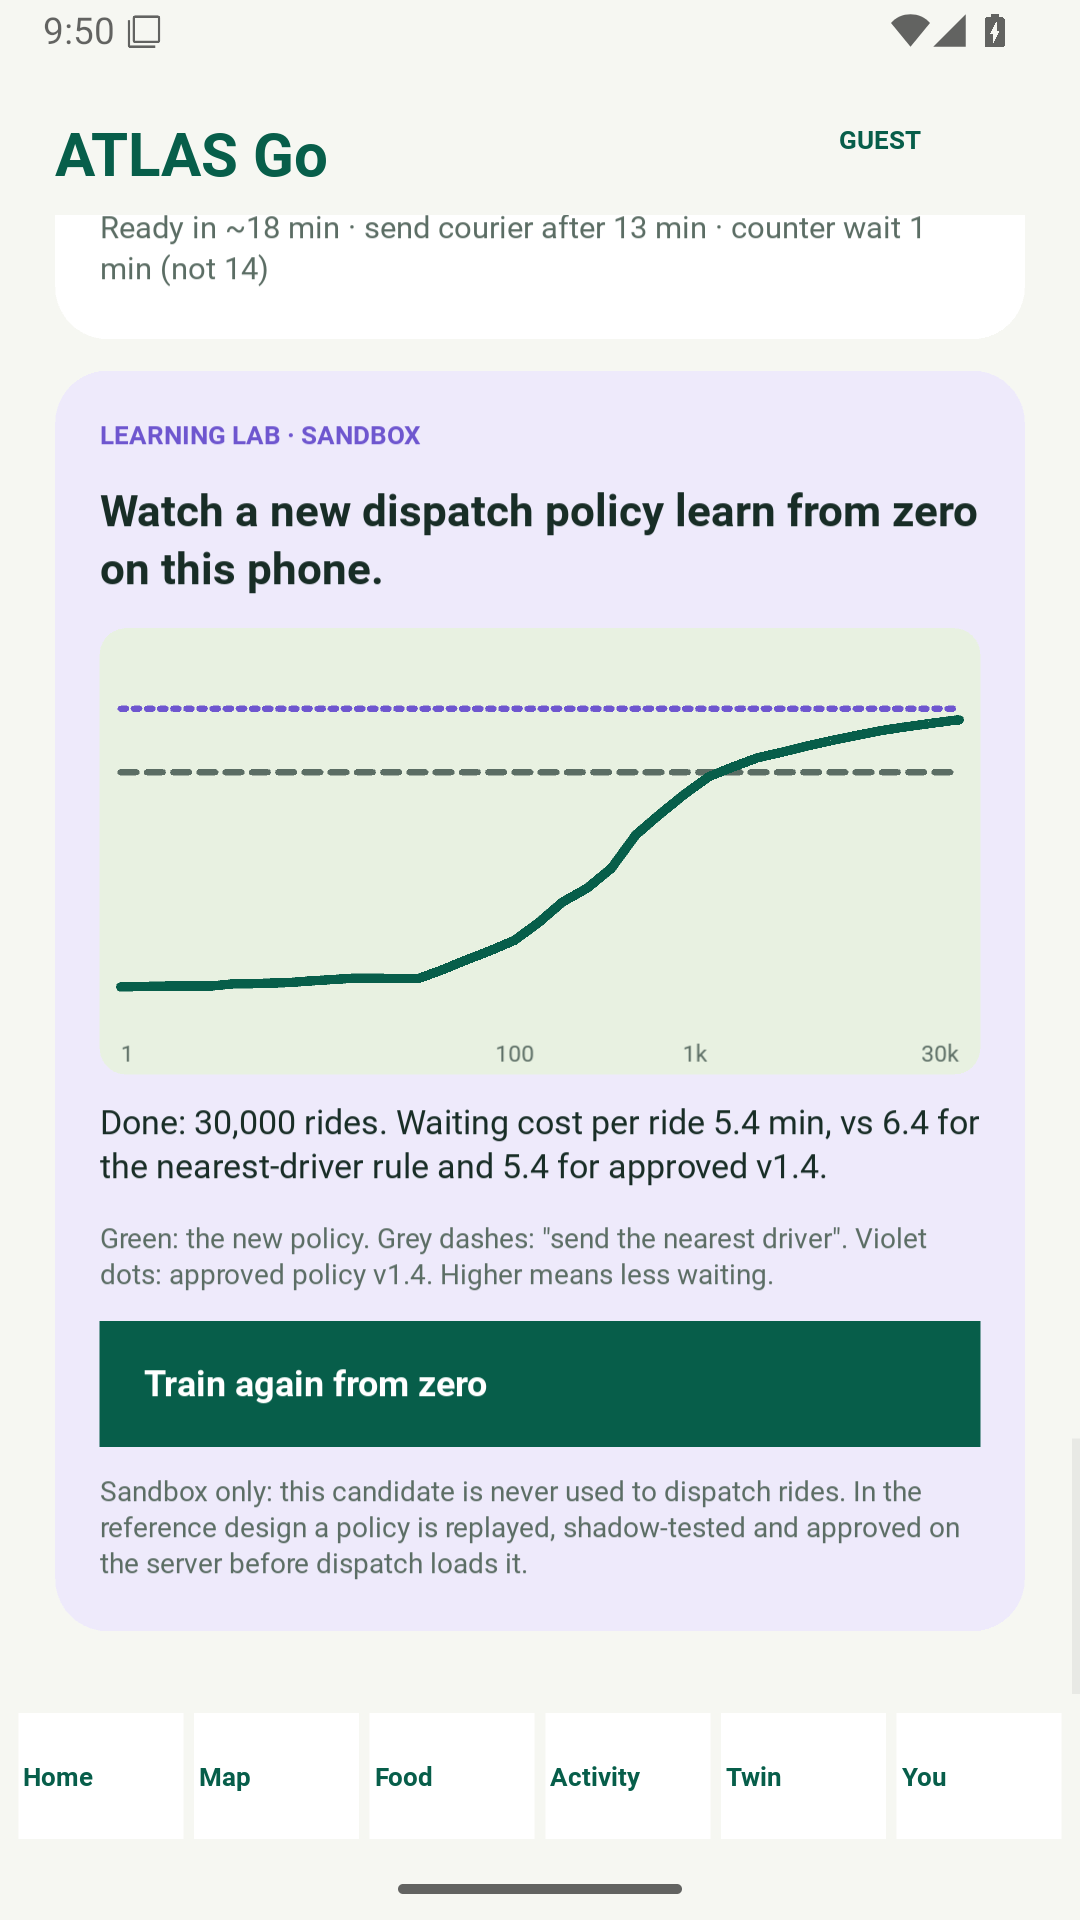 9:50
ATLAS Go
GUEST
Ready in ~18 min · send courier after 13 min · counter wait 1
min (not 14)
LEARNING LAB · SANDBOX
Watch a new dispatch policy learn from zero
on this phone.
1 100 1k 30k
Done: 30,000 rides. Waiting cost per ride 5.4 min, vs 6.4 for
the nearest-driver rule and 5.4 for approved v1.4.
Green: the new policy. Grey dashes: "send the nearest driver". Violet
dots: approved policy v1.4. Higher means less waiting.
Train again from zero
Sandbox only: this candidate is never used to dispatch rides. In the
reference design a policy is replayed, shadow-tested and approved on
the server before dispatch loads it.
Home Map Food Activity Twin You